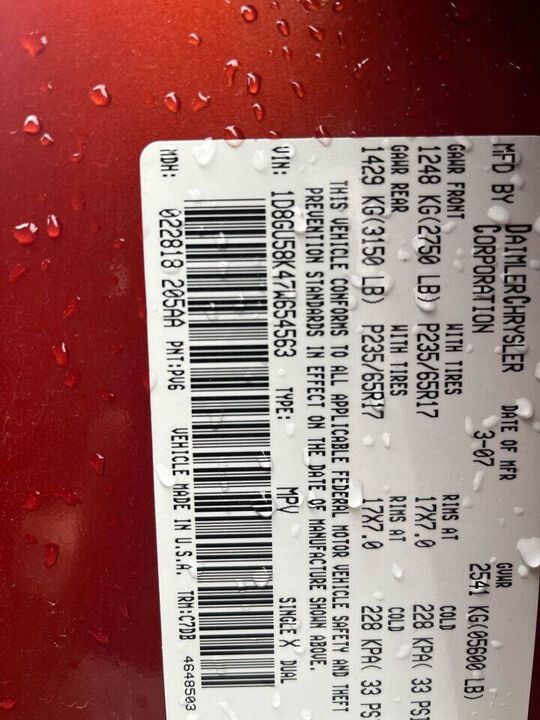 MFD BY DAIMLERCHRYSLER CORPORATION
DATE OF MFR 3-07
GVWR 2541 KG(05600 LB)
GAWR FRONT WITH TIRES RIMS AT COLD
1248 KG(2750 LB) P235/65R17 17X7.0 228 KPA( 33 PSI
GAWR REAR WITH TIRES RIMS AT COLD
1429 KG(3150 LB) P235/65R17 17X7.0 228 KPA( 33 PS
THIS VEHICLE CONFORMS TO ALL APPLICABLE FEDERAL MOTOR VEHICLE SAFETY AND THEFT
PREVENTION STANDARDS IN EFFECT ON THE DATE OF MANUFACTURE SHOWN ABOVE.
VIN: 1D8GU58K47W654563 TYPE: MPV SINGLE X DUAL
MDH: 022818 205AA PNT:PVG VEHICLE MADE IN U.S.A. TRM:C7DB 4648503